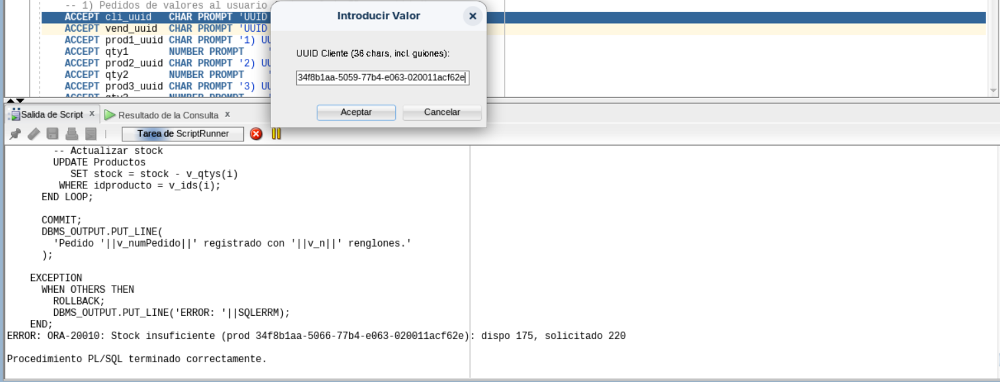 -- 1) Pedidos de valores al usuario
ACCEPT cli_uuid   CHAR PROMPT 'UUID
ACCEPT vend_uuid  CHAR PROMPT 'UUID
ACCEPT prod1_uuid CHAR PROMPT '1) UU
ACCEPT qty1       NUMBER PROMPT    '
ACCEPT prod2_uuid CHAR PROMPT '2) UU
ACCEPT qty2       NUMBER PROMPT    '
ACCEPT prod3_uuid CHAR PROMPT '3) UU
Introducir Valor
UUID Cliente (36 chars, incl. guiones):
34f8b1aa-5059-77b4-e063-020011acf62e
Aceptar
Cancelar
Salida de Script x
Resultado de la Consulta x
Tarea de ScriptRunner
-- Actualizar stock
UPDATE Productos
SET stock = stock - v_qtys(i)
WHERE idproducto = v_ids(i);
END LOOP;
COMMIT;
DBMS_OUTPUT.PUT_LINE(
'Pedido '||v_numPedido||' registrado con '||v_n||' renglones.'
);
EXCEPTION
WHEN OTHERS THEN
ROLLBACK;
DBMS_OUTPUT.PUT_LINE('ERROR: '||SQLERRM);
END;
ERROR: ORA-20010: Stock insuficiente (prod 34f8b1aa-5066-77b4-e063-020011acf62e): dispo 175, solicitado 220
Procedimiento PL/SQL terminado correctamente.